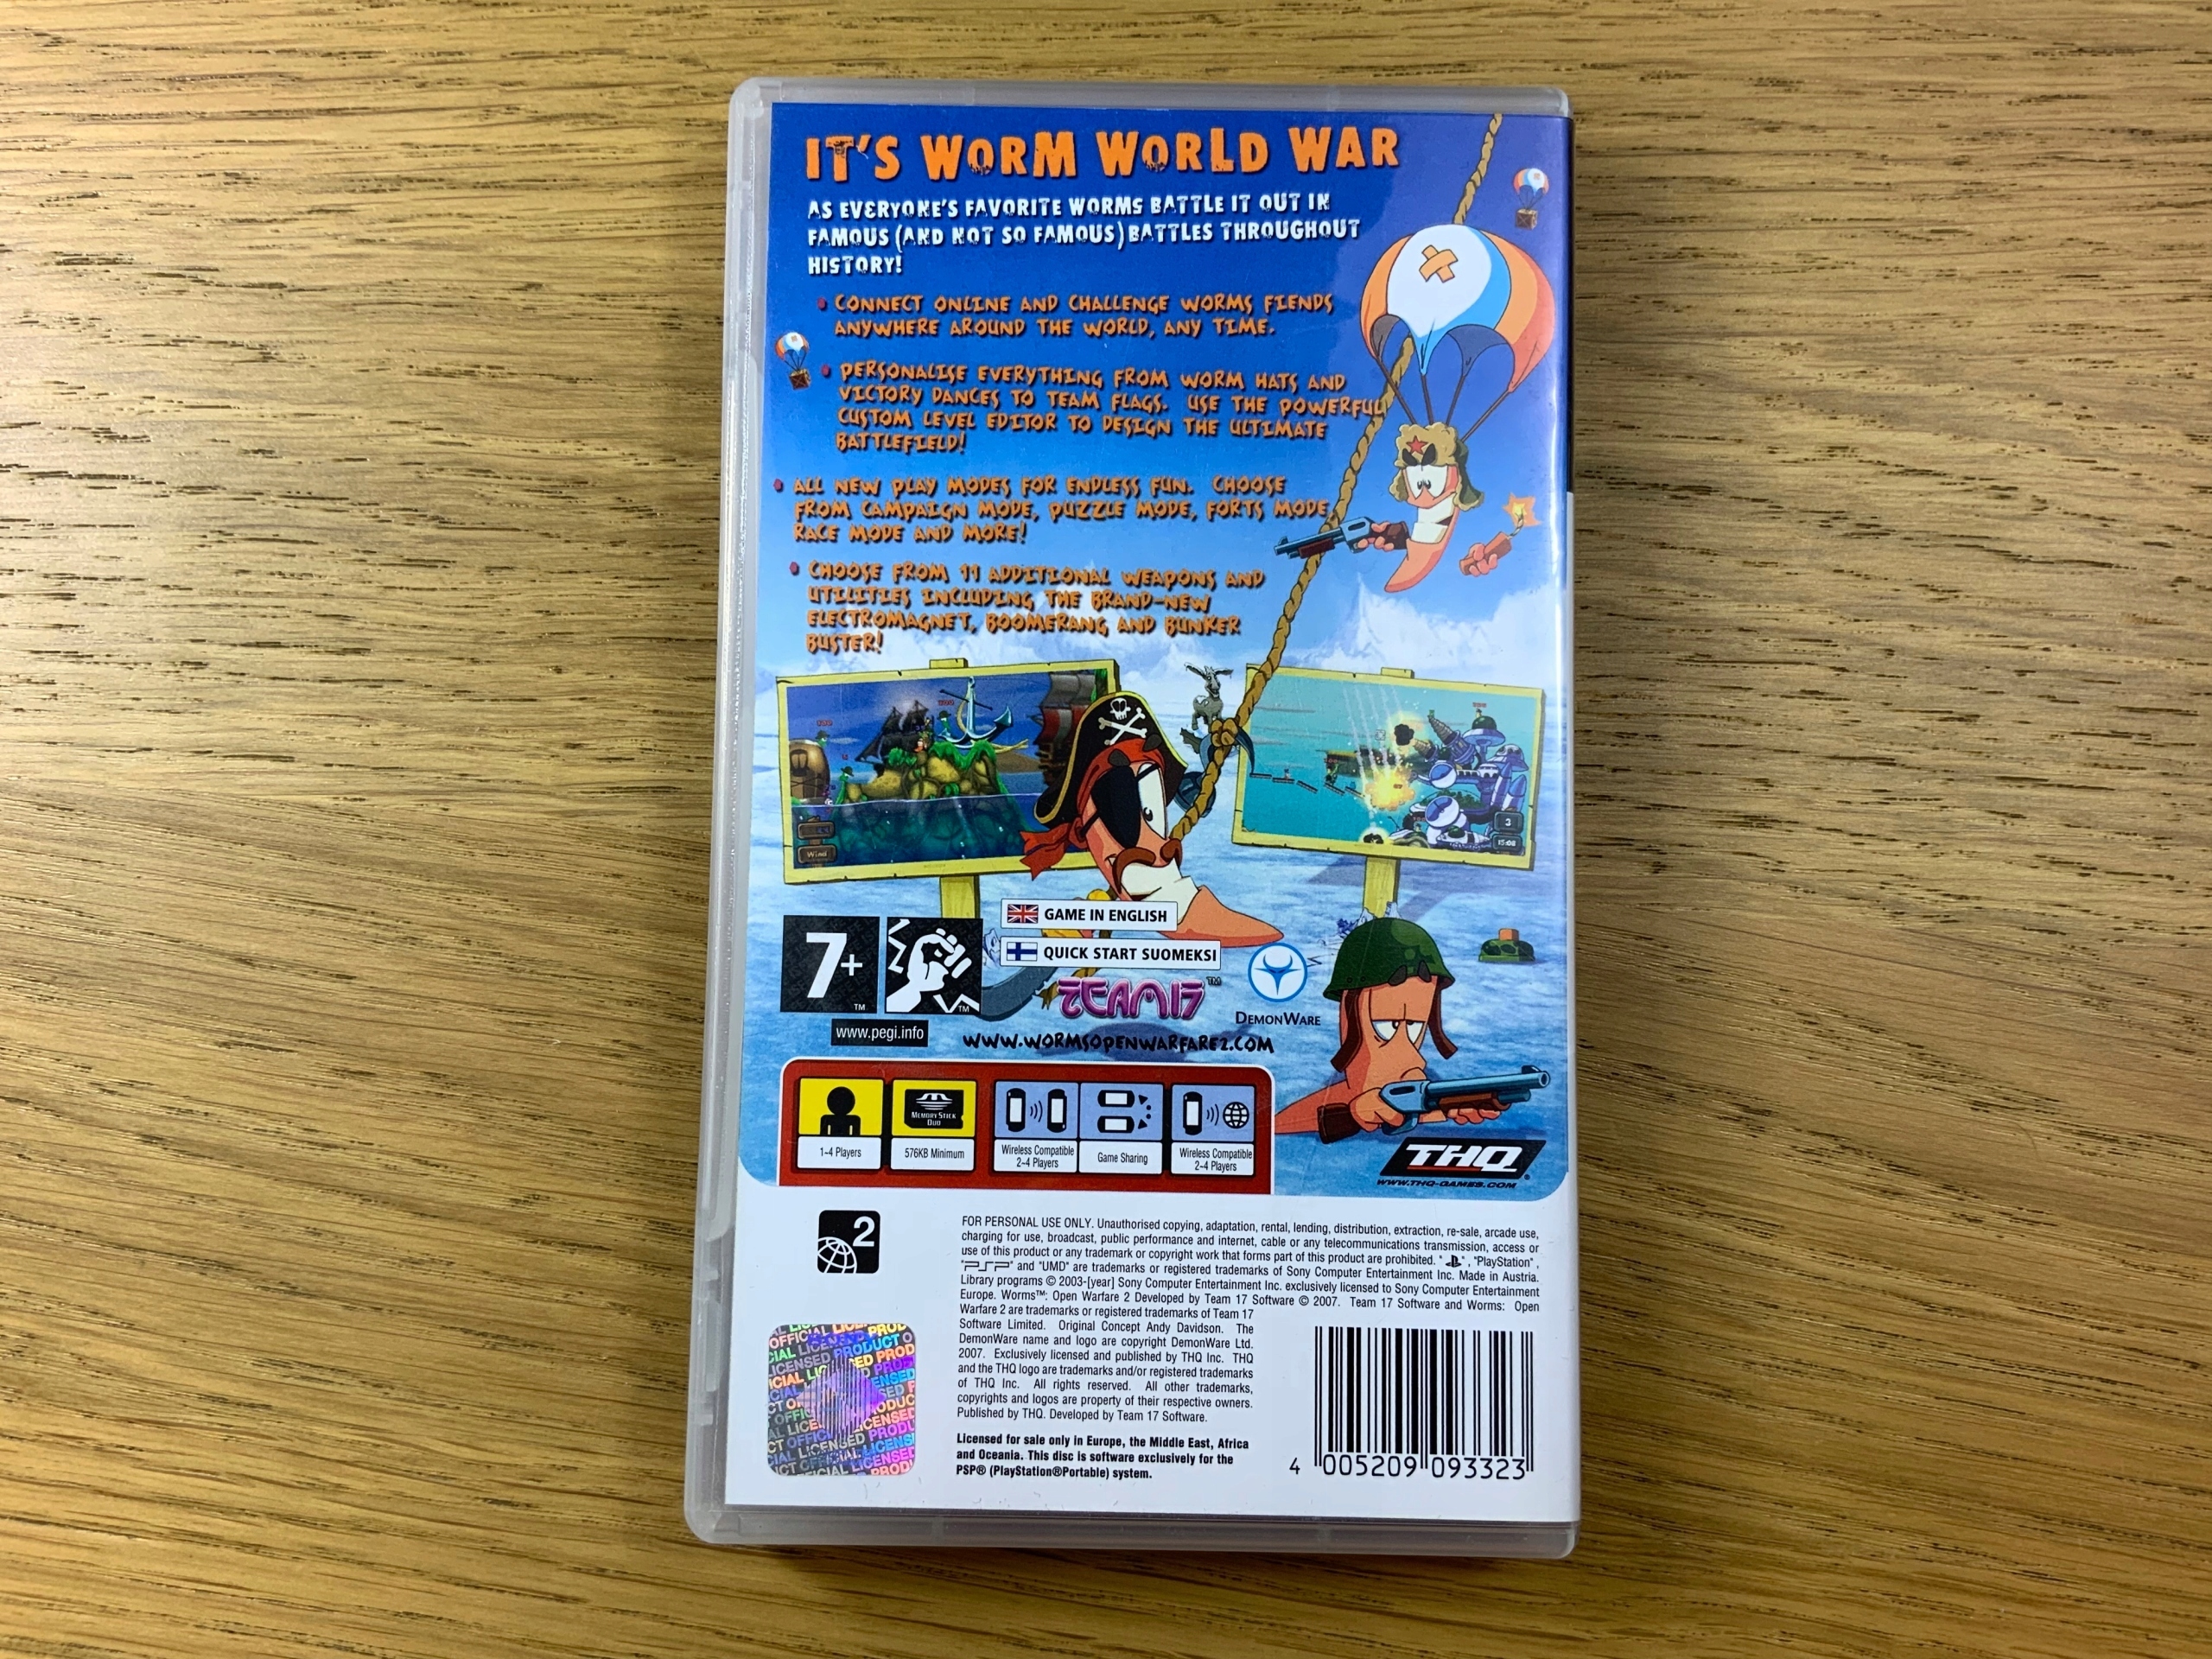 IT'S WORM WORLD WAR
AS EVERYONE'S FAVORITE WORMS BATTLE IT OUT IN
FAMOUS (AND NOT SO FAMOUS) BATTLES THROUGHOUT
HISTORY!
CONNECT ONLINE AND CHALLENGE WORMS FIENDS
ANYWHERE AROUND THE WORLD, ANY TIME.
PERSONALISE EVERYTHING FROM WORM HATS AND
VICTORY DANCES TO TEAM FLAGS. USE THE POWERFUL
CUSTOM LEVEL EDITOR TO DESIGN THE ULTIMATE
BATTLEFIELD!
ALL NEW PLAY MODES FOR ENDLESS FUN. CHOOSE
FROM CAMPAIGN MODE, PUZZLE MODE, FORTS MODE,
RACE MODE AND MORE!
CHOOSE FROM 11 ADDITIONAL WEAPONS AND
UTILITIES INCLUDING THE BRAND-NEW
ELECTROMAGNET, BOOMERANG AND BUNKER
BUSTER!
Wind
3
15:00
GAME IN ENGLISH
QUICK START SUOMEKSI
7+
TM
TM
www.pegi.info
TEAM17™
DEMONWARE
WWW.WORMSOPENWARFARE2.COM
MEMORY STICK
DUO
1-4 Players
576KB Minimum
Wireless Compatible
2-4 Players
Game Sharing
Wireless Compatible
2-4 Players
THQ®
WWW.THQ-GAMES.COM
2
FOR PERSONAL USE ONLY. Unauthorised copying, adaptation, rental, lending, distribution, extraction, re-sale, arcade use,
charging for use, broadcast, public performance and internet, cable or any telecommunications transmission, access or
use of this product or any trademark or copyright work that forms part of this product are prohibited. " ", "PlayStation",
"PSP" and "UMD" are trademarks or registered trademarks of Sony Computer Entertainment Inc. Made in Austria.
Library programs © 2003-[year] Sony Computer Entertainment Inc. exclusively licensed to Sony Computer Entertainment
Europe. Worms™: Open Warfare 2 Developed by Team 17 Software © 2007. Team 17 Software and Worms: Open
Warfare 2 are trademarks or registered trademarks of Team 17
Software Limited. Original Concept Andy Davidson. The
DemonWare name and logo are copyright DemonWare Ltd.
2007. Exclusively licensed and published by THQ Inc. THQ
and the THQ logo are trademarks and/or registered trademarks
of THQ Inc. All rights reserved. All other trademarks,
copyrights and logos are property of their respective owners.
Published by THQ. Developed by Team 17 Software.
Licensed for sale only in Europe, the Middle East, Africa
and Oceania. This disc is software exclusively for the
PSP® (PlayStation®Portable) system.
OFFICIAL LICENSED PRODUCT
4 005209 093323